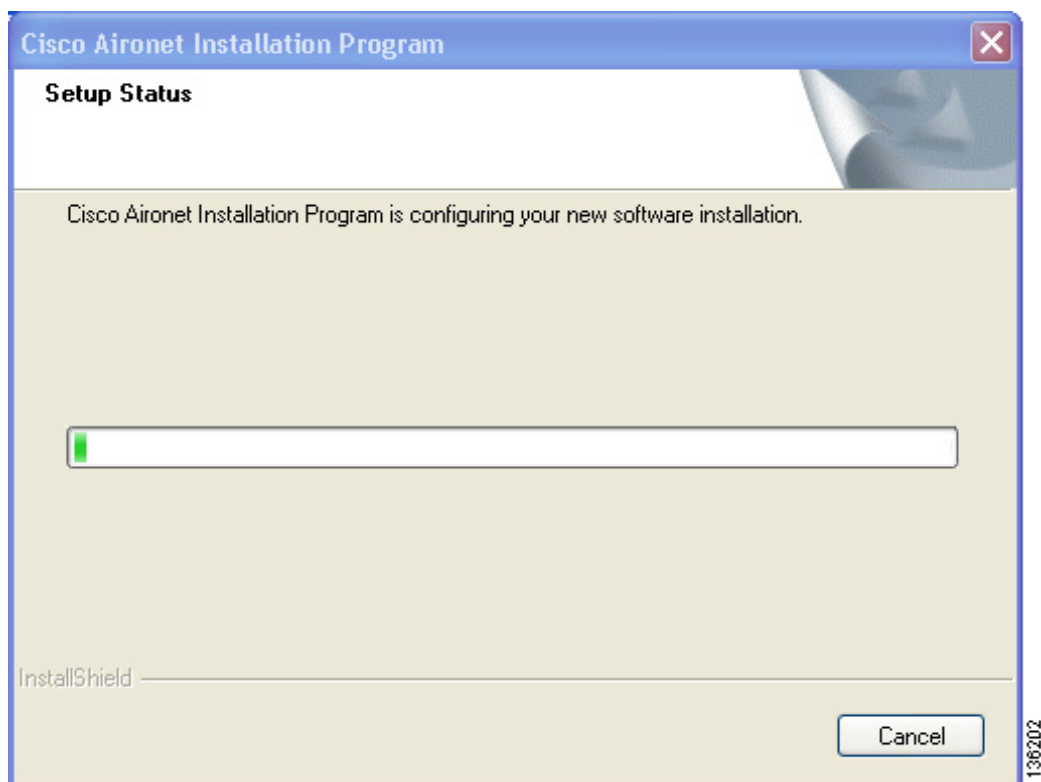 Cisco Aironet Installation Program
Setup Status
Cisco Aironet Installation Program is configuring your new software installation.
InstallShield
Cancel
136202